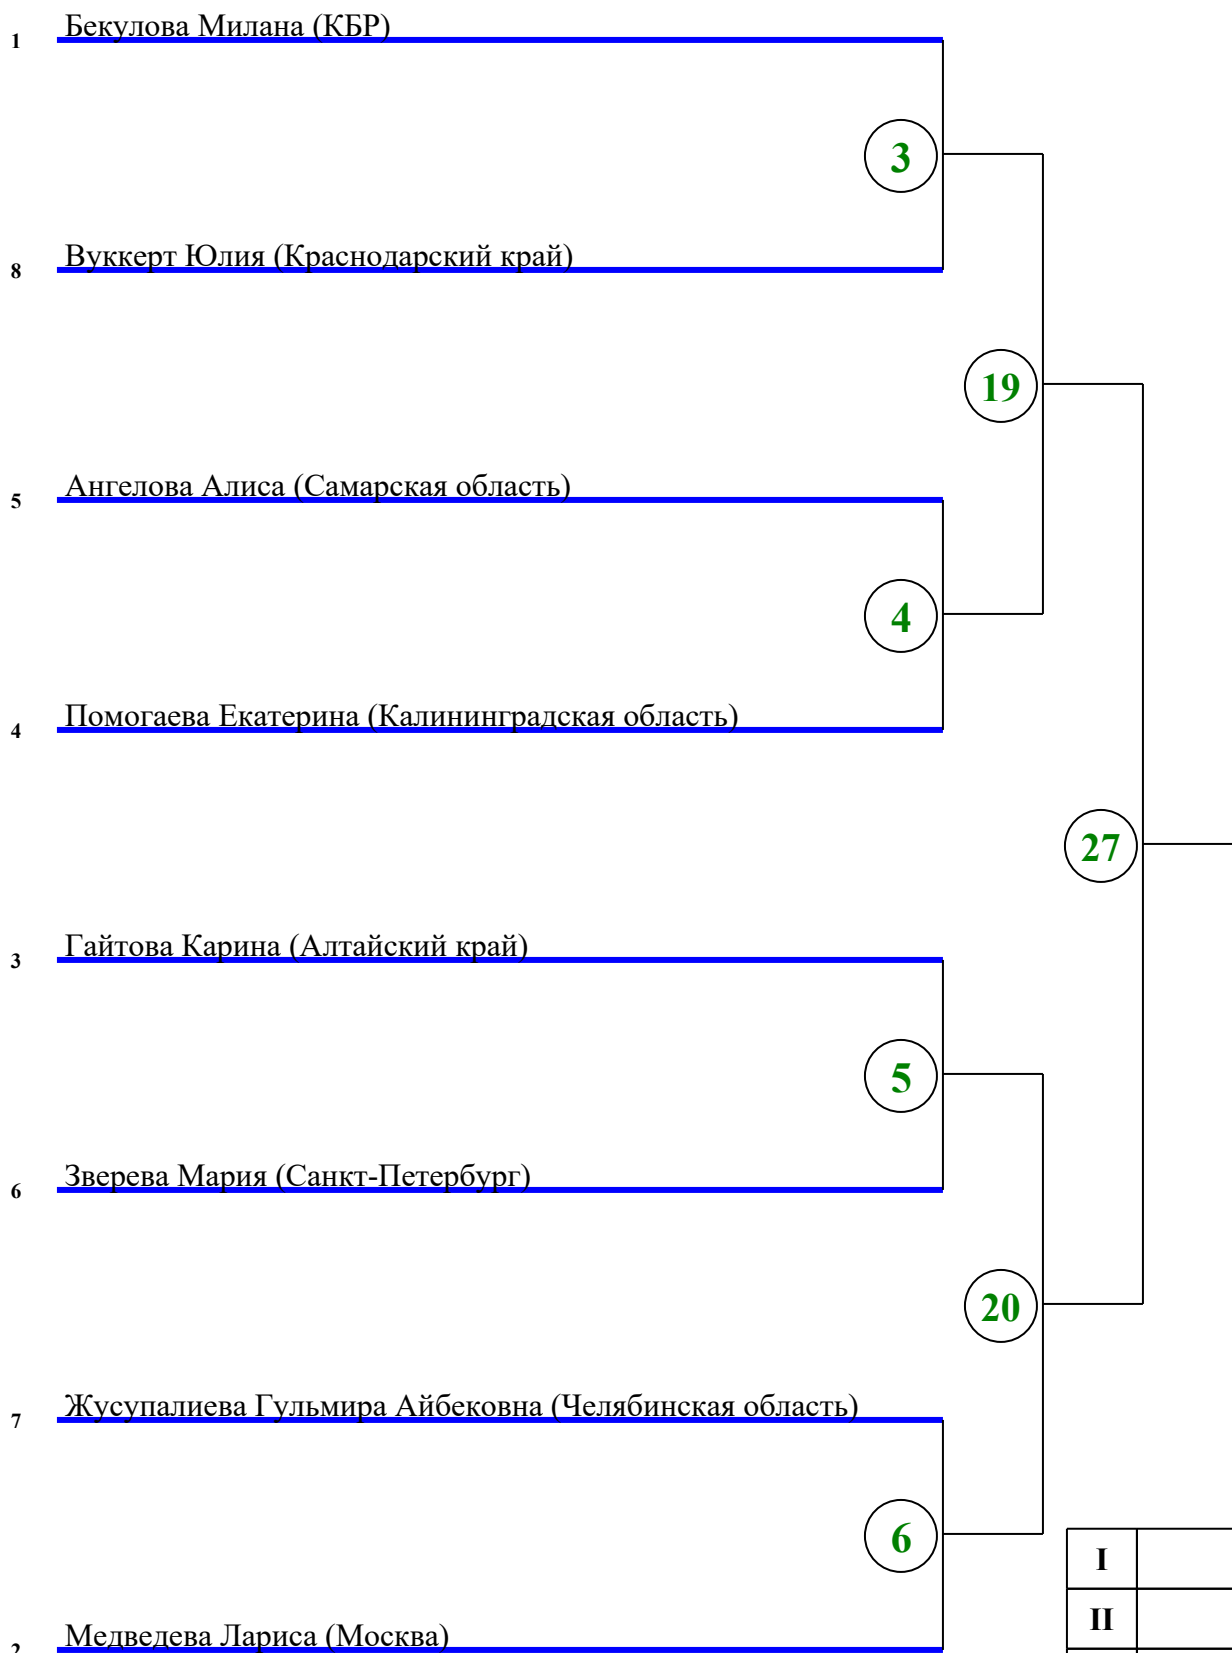 1 Бекулова Милана (КБР)
3
8 Вуккерт Юлия (Краснодарский край)
19
5 Ангелова Алиса (Самарская область)
4
4 Помогаева Екатерина (Калининградская область)
27
3 Гайтова Карина (Алтайский край)
5
6 Зверева Мария (Санкт-Петербург)
20
7 Жусупалиева Гульмира Айбековна (Челябинская область)
6
I
II
2 Медведева Лариса (Москва)